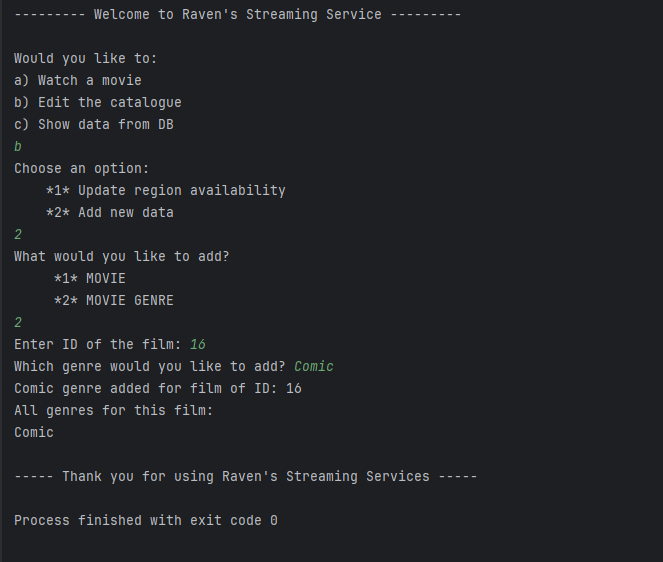 --------- Welcome to Raven's Streaming Service ---------
Would you like to:
a) Watch a movie
b) Edit the catalogue
c) Show data from DB
b
Choose an option:
    *1* Update region availability
    *2* Add new data
2
What would you like to add?
     *1* MOVIE
     *2* MOVIE GENRE
2
Enter ID of the film: 16
Which genre would you like to add? Comic
Comic genre added for film of ID: 16
All genres for this film:
Comic
----- Thank you for using Raven's Streaming Services -----
Process finished with exit code 0